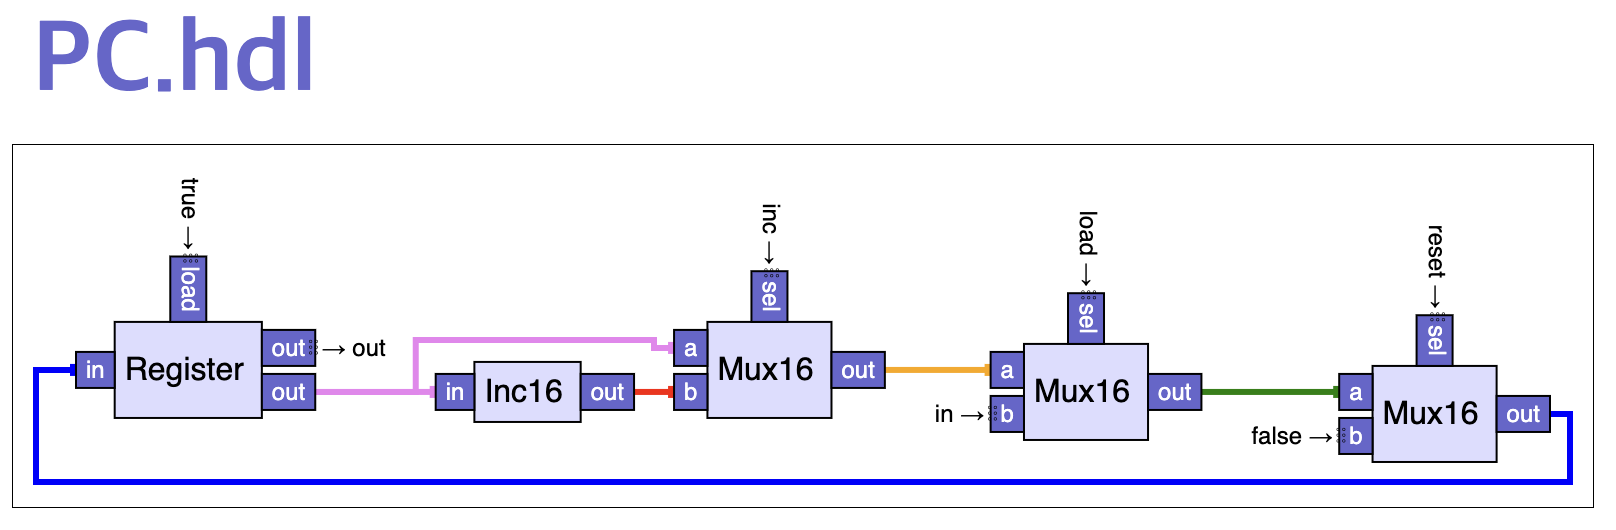 PC.hdl
true
load
in
Register
out
→ out
out
in
Inc16
out
inc
sel
a
b
Mux16
out
load
sel
a
in →
b
Mux16
out
reset
sel
a
false →
b
Mux16
out